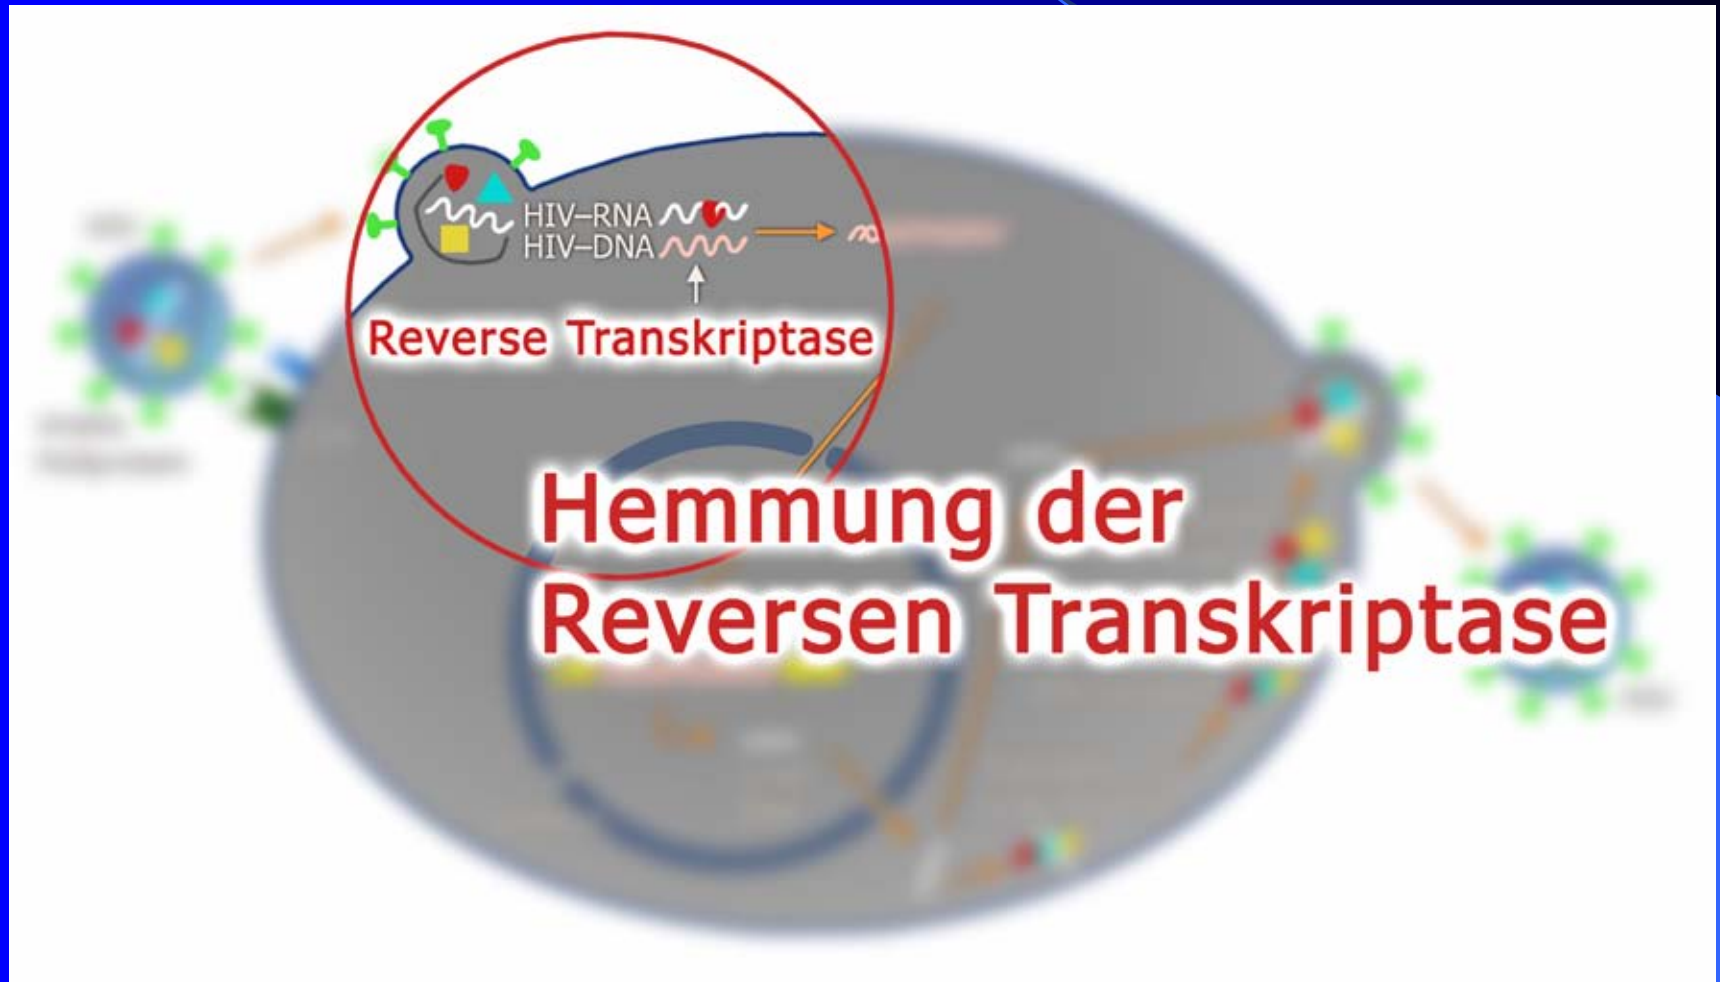 HIV–RNA
HIV–DNA
Reverse Transkriptase
Hemmung der
Reversen Transkriptase